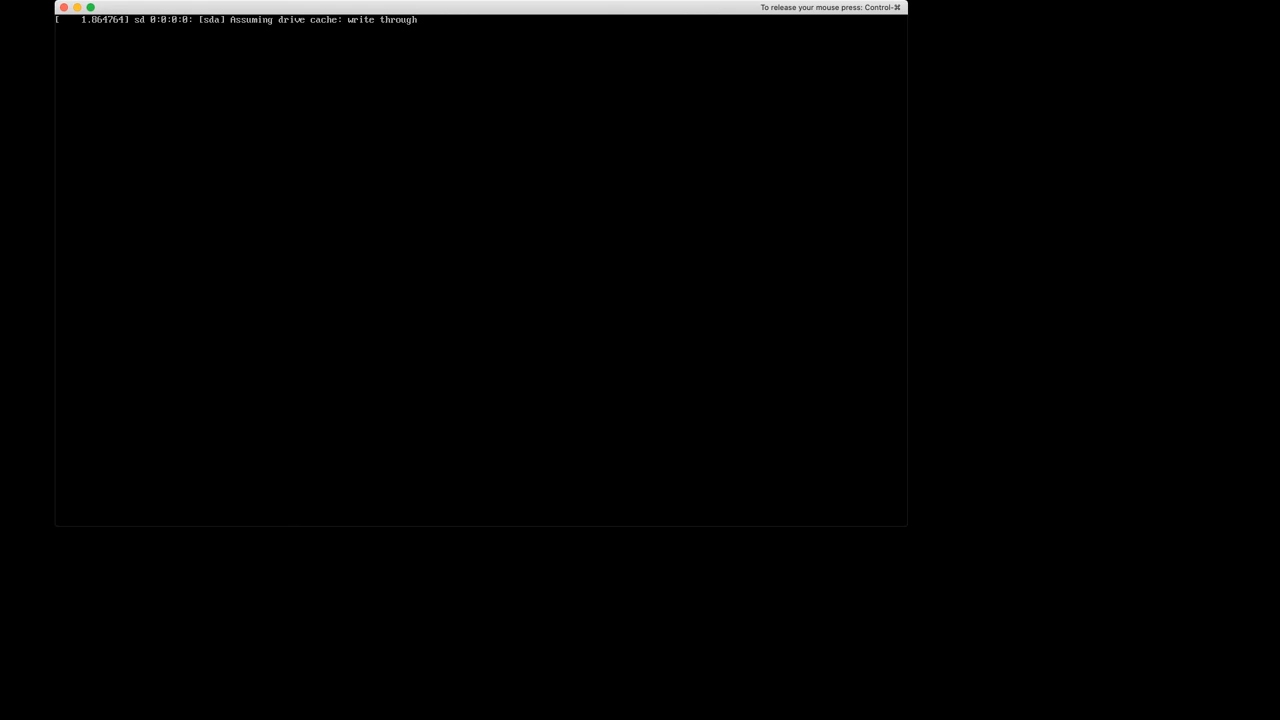 To release your mouse press: Control-⌘
[    1.864764] sd 0:0:0:0: [sda] Assuming drive cache: write through